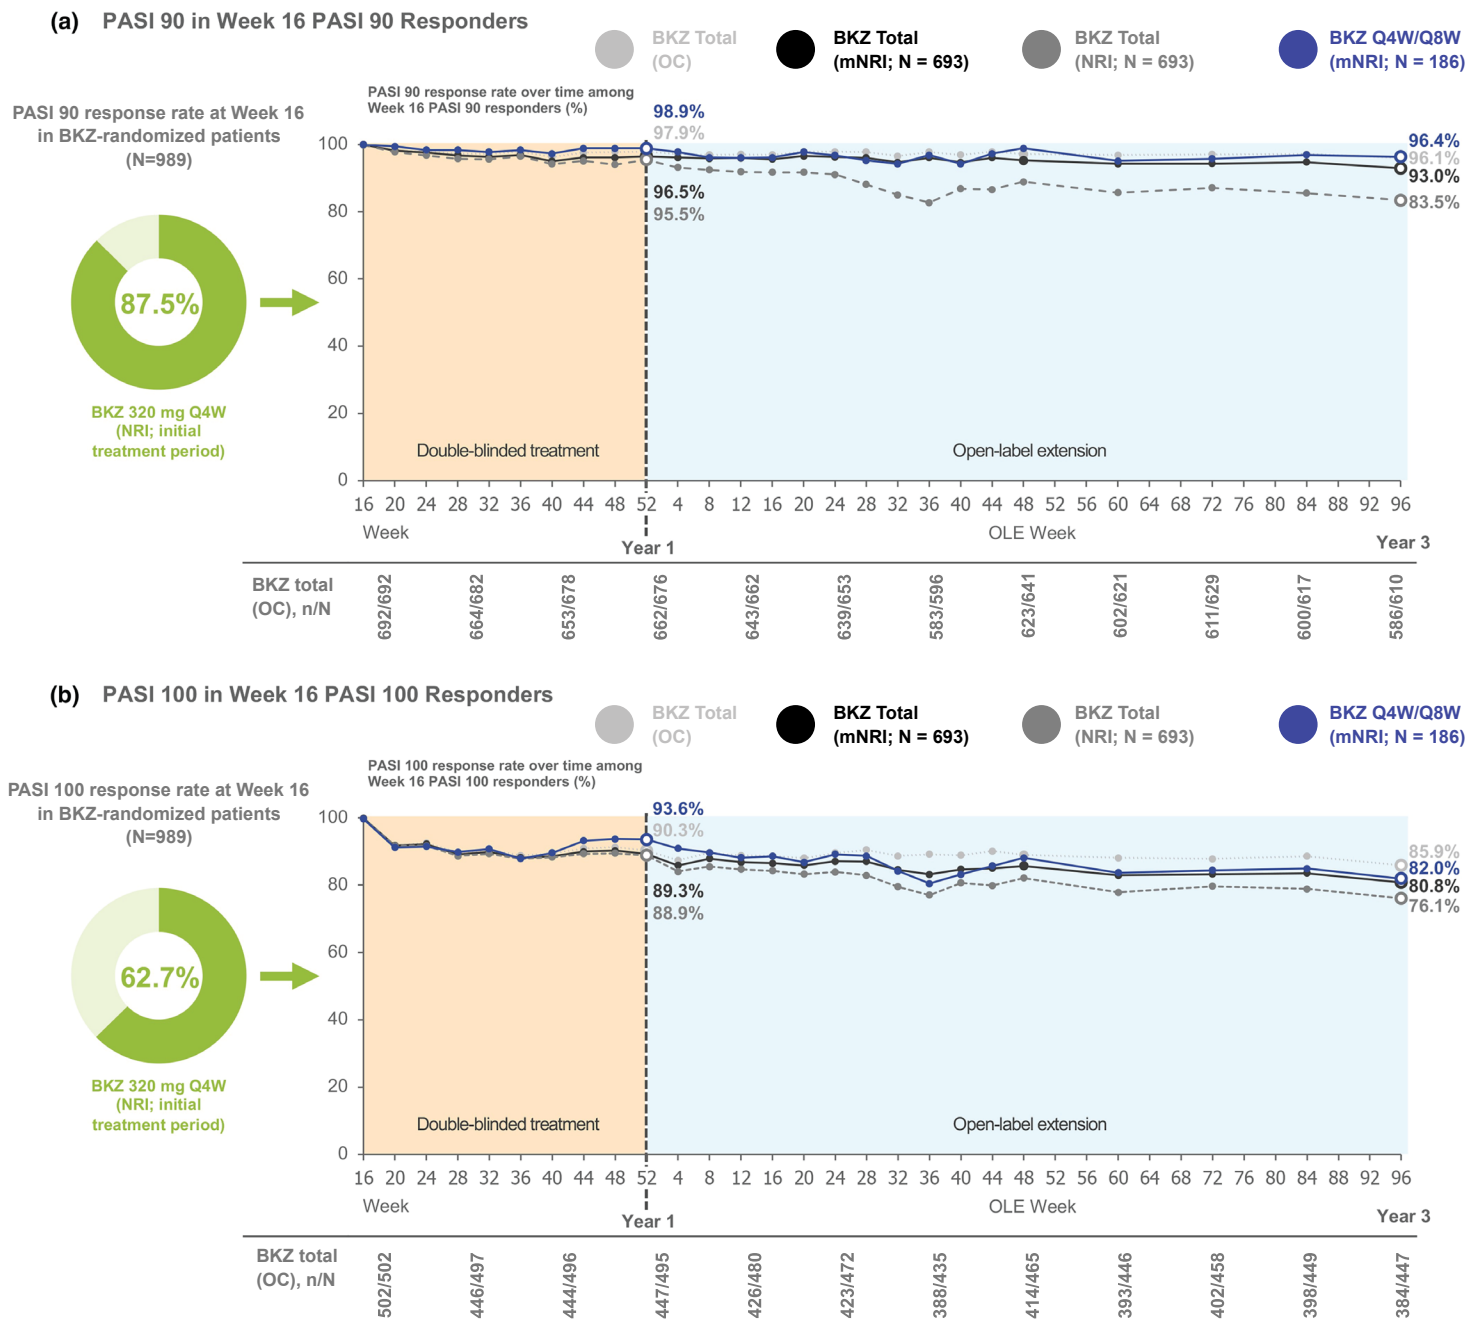 (a) PASI 90 in Week 16 PASI 90 Responders
BKZ Total
(OC)
BKZ Total
(mNRI; N = 693)
BKZ Total
(NRI; N = 693)
BKZ Q4W/Q8W
(mNRI; N = 186)
PASI 90 response rate at Week 16
in BKZ-randomized patients
(N=989)
87.5%
BKZ 320 mg Q4W
(NRI; initial
treatment period)
PASI 90 response rate over time among
Week 16 PASI 90 responders (%)
98.9%
97.9%
96.5%
95.5%
96.4%
96.1%
93.0%
83.5%
100
80
60
40
20
0
Double-blinded treatment
Open-label extension
16 20 24 28 32 36 40 44 48 52 4 8 12 16 20 24 28 32 36 40 44 48 52 56 60 64 68 72 76 80 84 88 92 96
Week
OLE Week
Year 1
Year 3
BKZ total
(OC), n/N
692/692 664/682 653/678 662/676 643/662 639/653 583/596 623/641 602/621 611/629 600/617 586/610
(b) PASI 100 in Week 16 PASI 100 Responders
BKZ Total
(OC)
BKZ Total
(mNRI; N = 693)
BKZ Total
(NRI; N = 693)
BKZ Q4W/Q8W
(mNRI; N = 186)
PASI 100 response rate at Week 16
in BKZ-randomized patients
(N=989)
62.7%
BKZ 320 mg Q4W
(NRI; initial
treatment period)
PASI 100 response rate over time among
Week 16 PASI 100 responders (%)
93.6%
90.3%
89.3%
88.9%
85.9%
82.0%
80.8%
76.1%
100
80
60
40
20
0
Double-blinded treatment
Open-label extension
16 20 24 28 32 36 40 44 48 52 4 8 12 16 20 24 28 32 36 40 44 48 52 56 60 64 68 72 76 80 84 88 92 96
Week
OLE Week
Year 1
Year 3
BKZ total
(OC), n/N
502/502 446/497 444/496 447/495 426/480 423/472 388/435 414/465 393/446 402/458 398/449 384/447